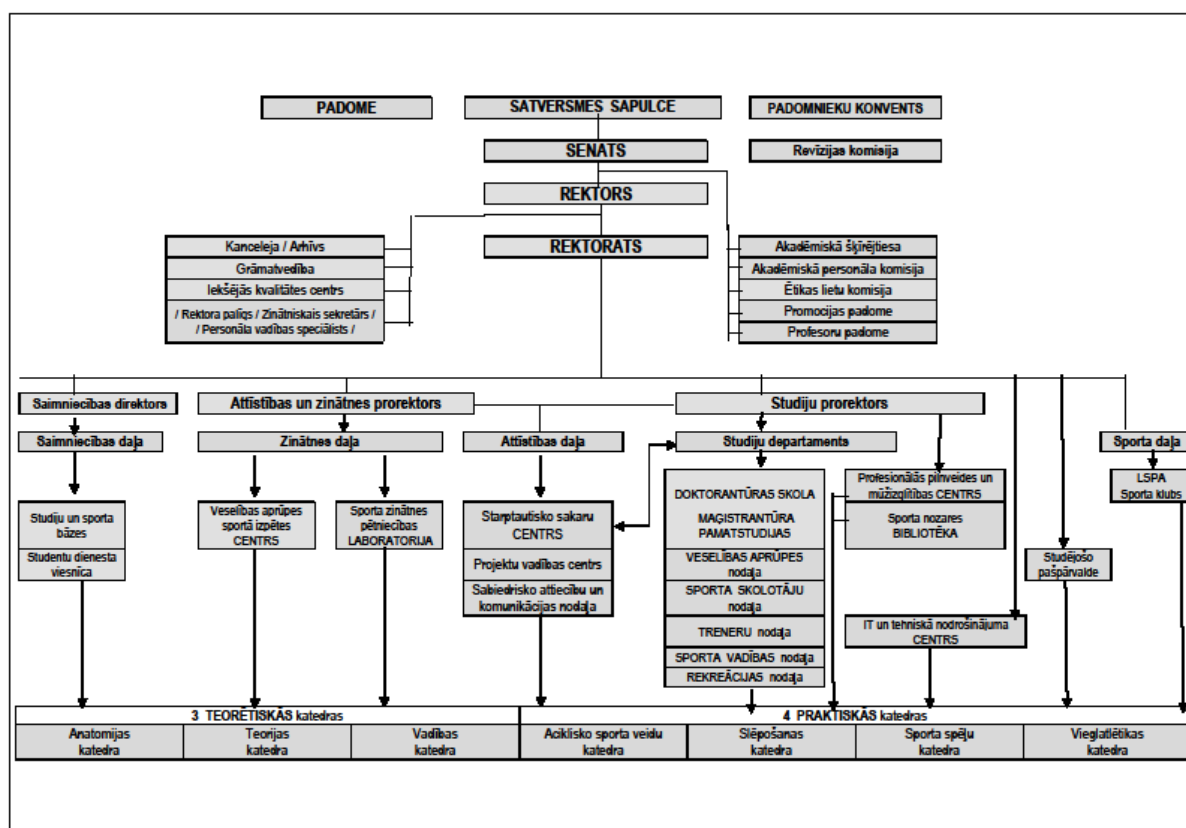 PADOME
SATVERSMES SAPULCE
PADOMNIEKU KONVENTS
SENĀTS
Revīzijas komisija
REKTORS
REKTORĀTS
Kanceleja / Arhīvs
Grāmatvedība
Iekšējās kvalitātes centrs
/ Rektora palīgs / Zinātniskais sekretārs /
/ Personāla vadības speciālists /
Akadēmiskā šķīrējtiesa
Akadēmiskā personāla komisija
Ētikas lietu komisija
Promocijas padome
Profesoru padome
Saimniecības direktors
Attīstības un zinātnes prorektors
Studiju prorektors
Saimniecības daļa
Zinātnes daļa
Attīstības daļa
Studiju departaments
Sporta daļa
Studiju un sporta
bāzes
Studentu dienesta
viesnīca
Veselības aprūpes
sportā izpētes
CENTRS
Sporta zinātnes
pētniecības
LABORATORIJA
Starptautisko sakaru
CENTRS
Projektu vadības centrs
Sabiedrisko attiecību un
komunikācijas nodaļa
DOKTORANTŪRAS SKOLA
MAĢISTRANTŪRA
PAMATSTUDIJAS
VESELĪBAS APRŪPES
nodaļa
SPORTA SKOLOTĀJU
nodaļa
TRENERU nodaļa
SPORTA VADĪBAS nodaļa
REKREĀCIJAS nodaļa
Profesionālās pilnveides un
mūžizglītības CENTRS
Sporta nozares
BIBLIOTĒKA
IT un tehniskā nodrošinājuma
CENTRS
Studējošo
pašpārvalde
LSPA
Sporta klubs
3 TEORĒTISKĀS katedras
4 PRAKTISKĀS katedras
Anatomijas
katedra
Teorijas
katedra
Vadības
katedra
Aciklisko sporta veidu
katedra
Slēpošanas
katedra
Sporta spēļu
katedra
Vieglatlētikas
katedra